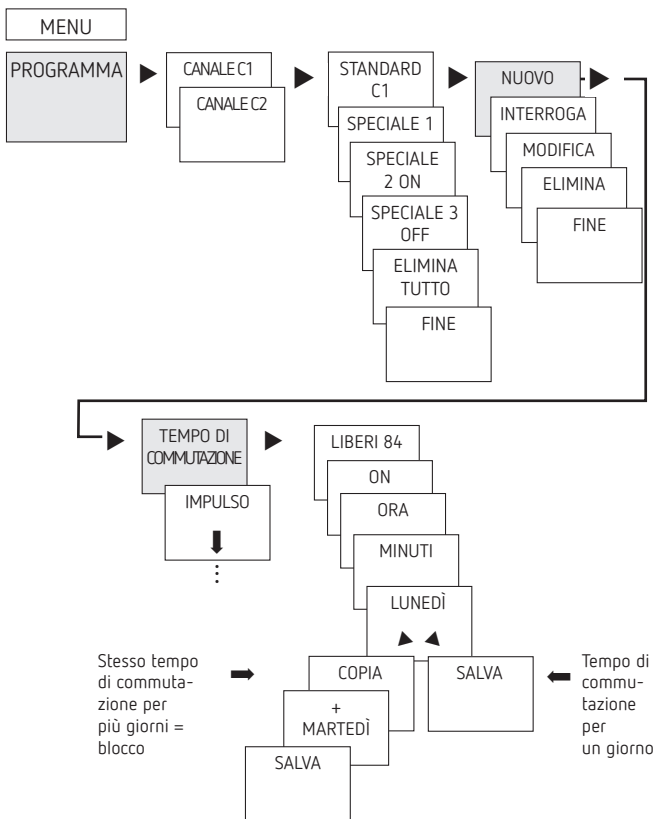 MENU
PROGRAMMA
CANALE C1
CANALE C2
STANDARD
C1
SPECIALE 1
SPECIALE
2 ON
SPECIALE 3
OFF
ELIMINA
TUTTO
FINE
NUOVO
INTERROGA
MODIFICA
ELIMINA
FINE
TEMPO DI
COMMUTAZIONE
IMPULSO
LIBERI 84
ON
ORA
MINUTI
LUNEDÌ
Stesso tempo
di commuta-
zione per
più giorni =
blocco
COPIA
+
MARTEDÌ
SALVA
SALVA
Tempo di
commu-
tazione
per
un giorno